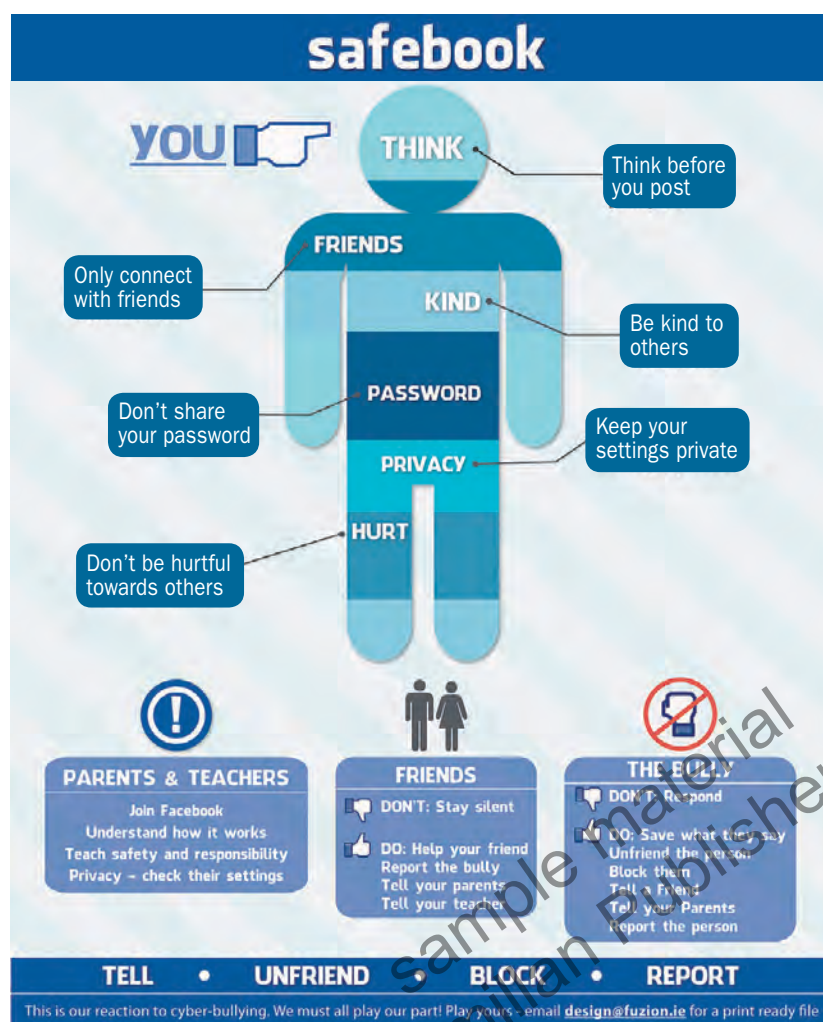 safebook
YOU
THINK
Think before
you post
FRIENDS
Only connect
with friends
KIND
Be kind to
others
PASSWORD
Don't share
your password
Keep your
settings private
PRIVACY
HURT
Don't be hurtful
towards others
PARENTS & TEACHERS
Join Facebook
Understand how it works
Teach safety and responsibility
Privacy – check their settings
FRIENDS
DON'T: Stay silent
DO: Help your friend
Report the bully
Tell your parents
Tell your teacher
THE BULLY
DON'T: Respond
DO: Save what they say
Unfriend the person
Block them
Tell a Friend
Tell your Parents
Report the person
TELL • UNFRIEND • BLOCK • REPORT
This is our reaction to cyber-bullying. We must all play our part! Play yours - email design@fuzion.ie for a print ready file
sample material
millan Publisher